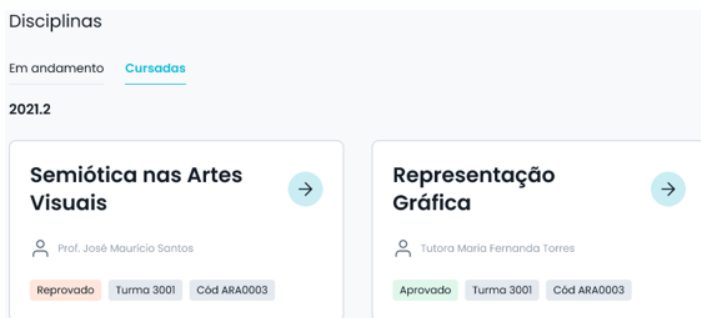 Disciplinas
Em andamento Cursadas
2021.2
Semiótica nas Artes
Visuais
Prof. José Maurício Santos
Reprovado Turma 3001 Cód ARA0003
Representação
Gráfica
Tutora Maria Fernanda Torres
Aprovado Turma 3001 Cód ARA0003